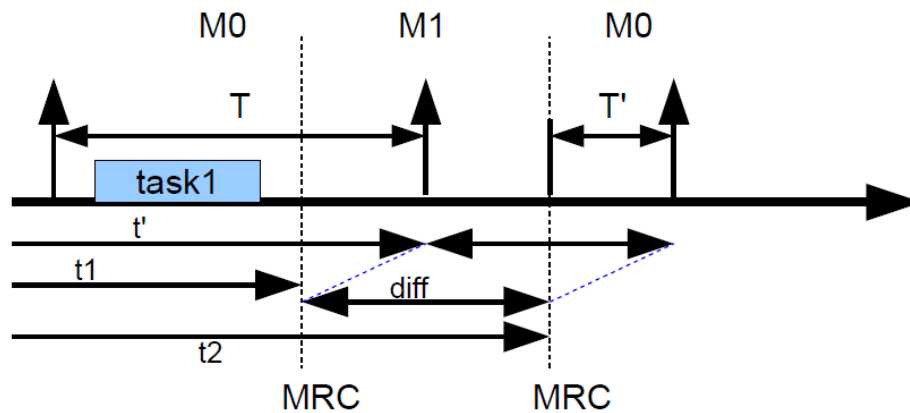 M0 M1 M0
T T'
task1
t'
t1 diff
t2
MRC MRC